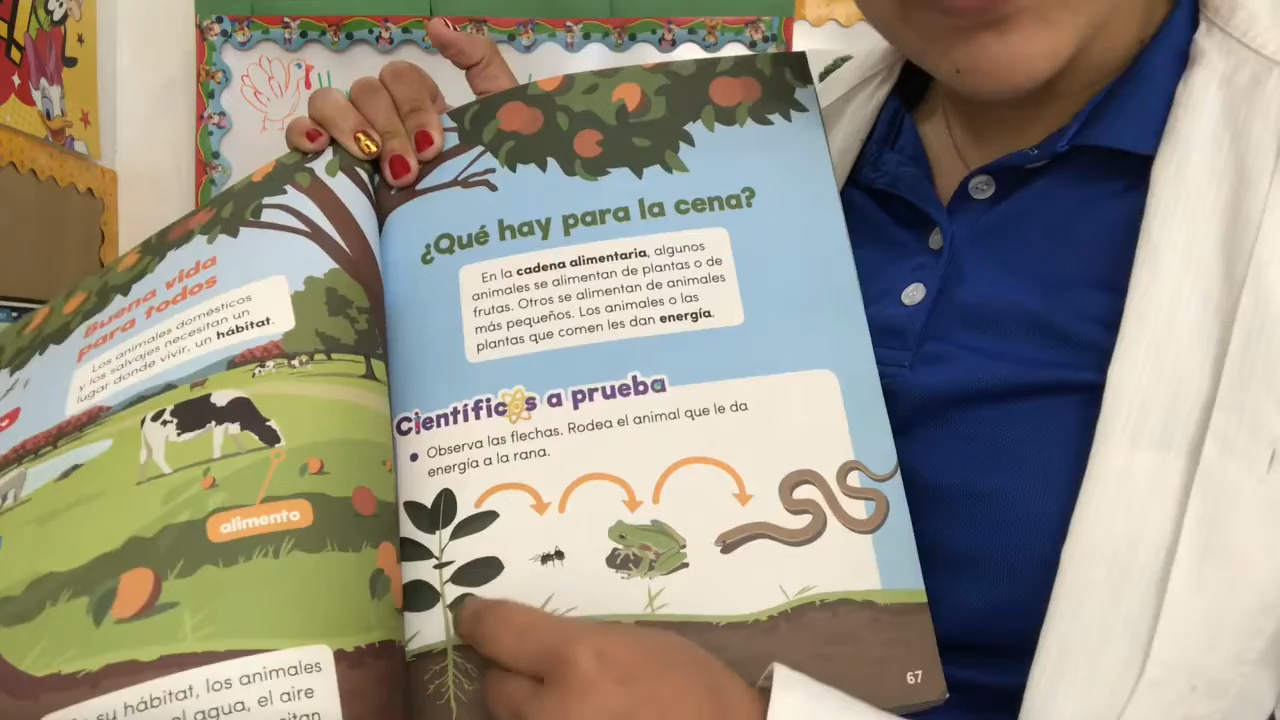 Buena vida
para todos
Los animales domésticos
y los salvajes necesitan un
lugar donde vivir, un hábitat.
alimento
su hábitat, los animales
el agua, el aire
¿Qué hay para la cena?
En la cadena alimentaria, algunos
animales se alimentan de plantas o de
frutas. Otros se alimentan de animales
más pequeños. Los animales o las
plantas que comen les dan energía.
Científicos a prueba
• Observa las flechas. Rodea el animal que le da
energía a la rana.
67